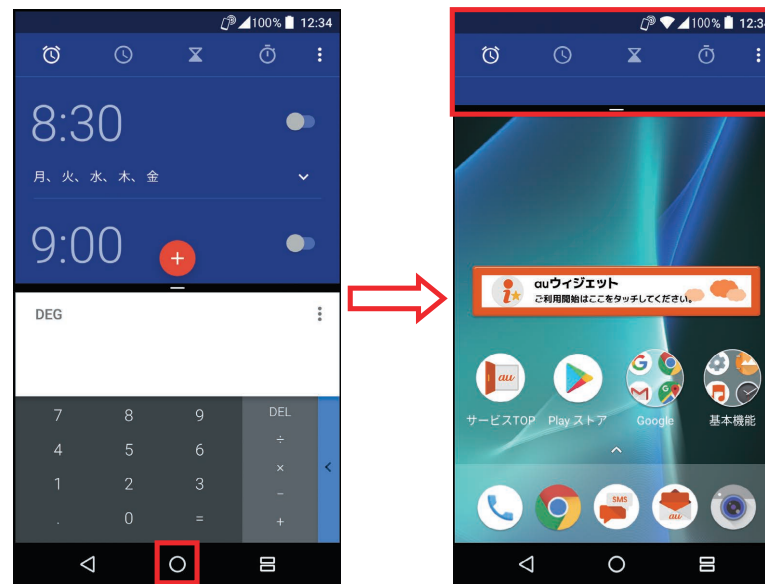 100% 12:34
8:30
月、火、水、木、金
9:00
+
DEG
7 8 9 DEL
4 5 6 ÷
1 2 3 ×
−
. 0 = +
100% 12:34
auウィジェット
ご利用開始はここをタッチしてください。
au
サービスTOP Play ストア Google 基本機能
SMS
au